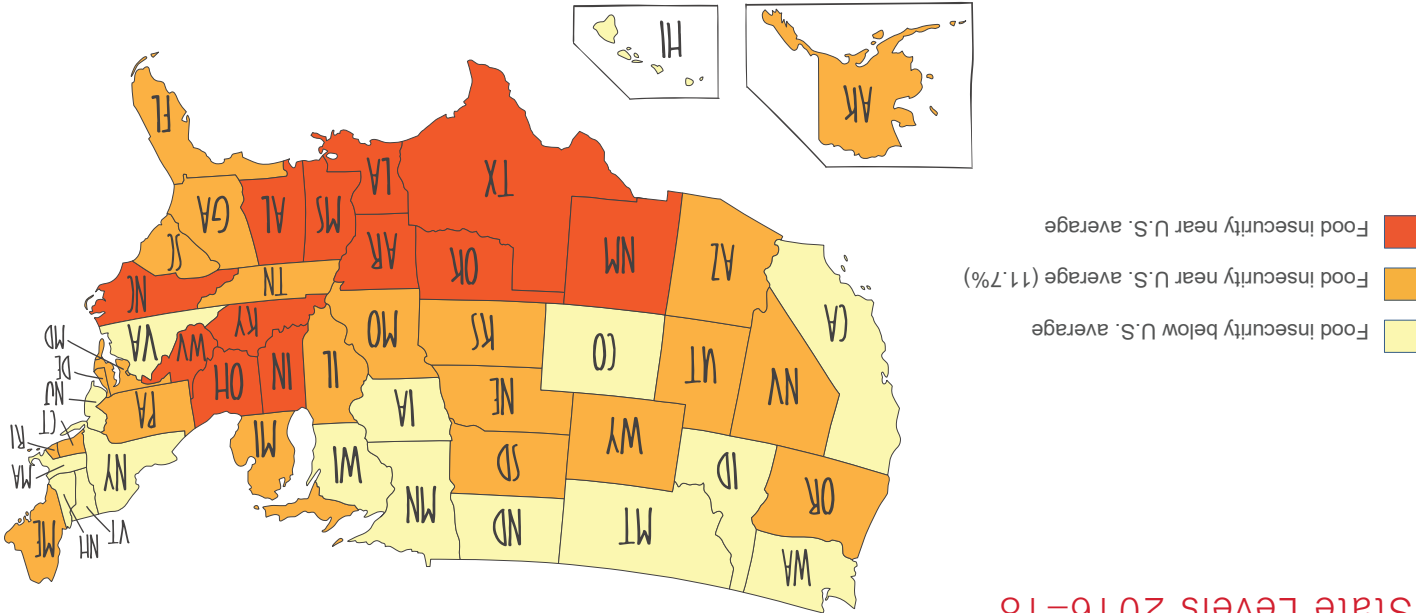 State Levels 2016–18
Food insecurity below U.S. average
Food insecurity near U.S. average (11.7%)
Food insecurity near U.S. average
WA
OR
CA
ID
NV
MT
WY
UT
AZ
CO
NM
ND
SD
NE
KS
OK
TX
MN
IA
MO
AR
LA
WI
IL
MI
IN
OH
KY
TN
MS
AL
GA
FL
SC
NC
VA
WV
PA
NY
VT
NH
ME
MA
RI
CT
NJ
DE
MD
AK
HI